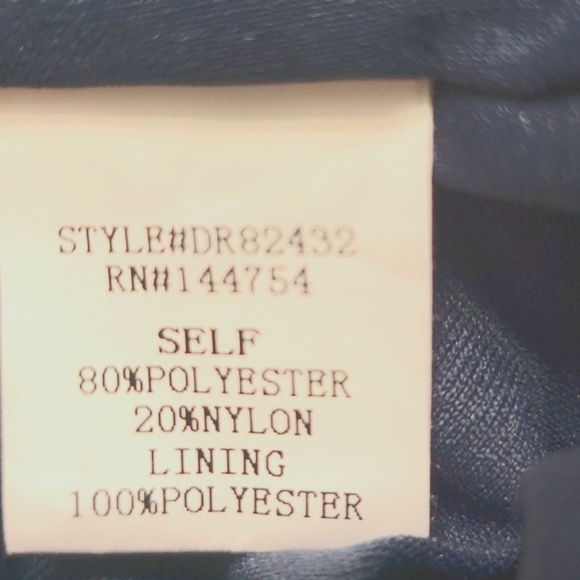 STYLE#DR82432
RN#144754
SELF
80%POLYESTER
20%NYLON
LINING
100%POLYESTER